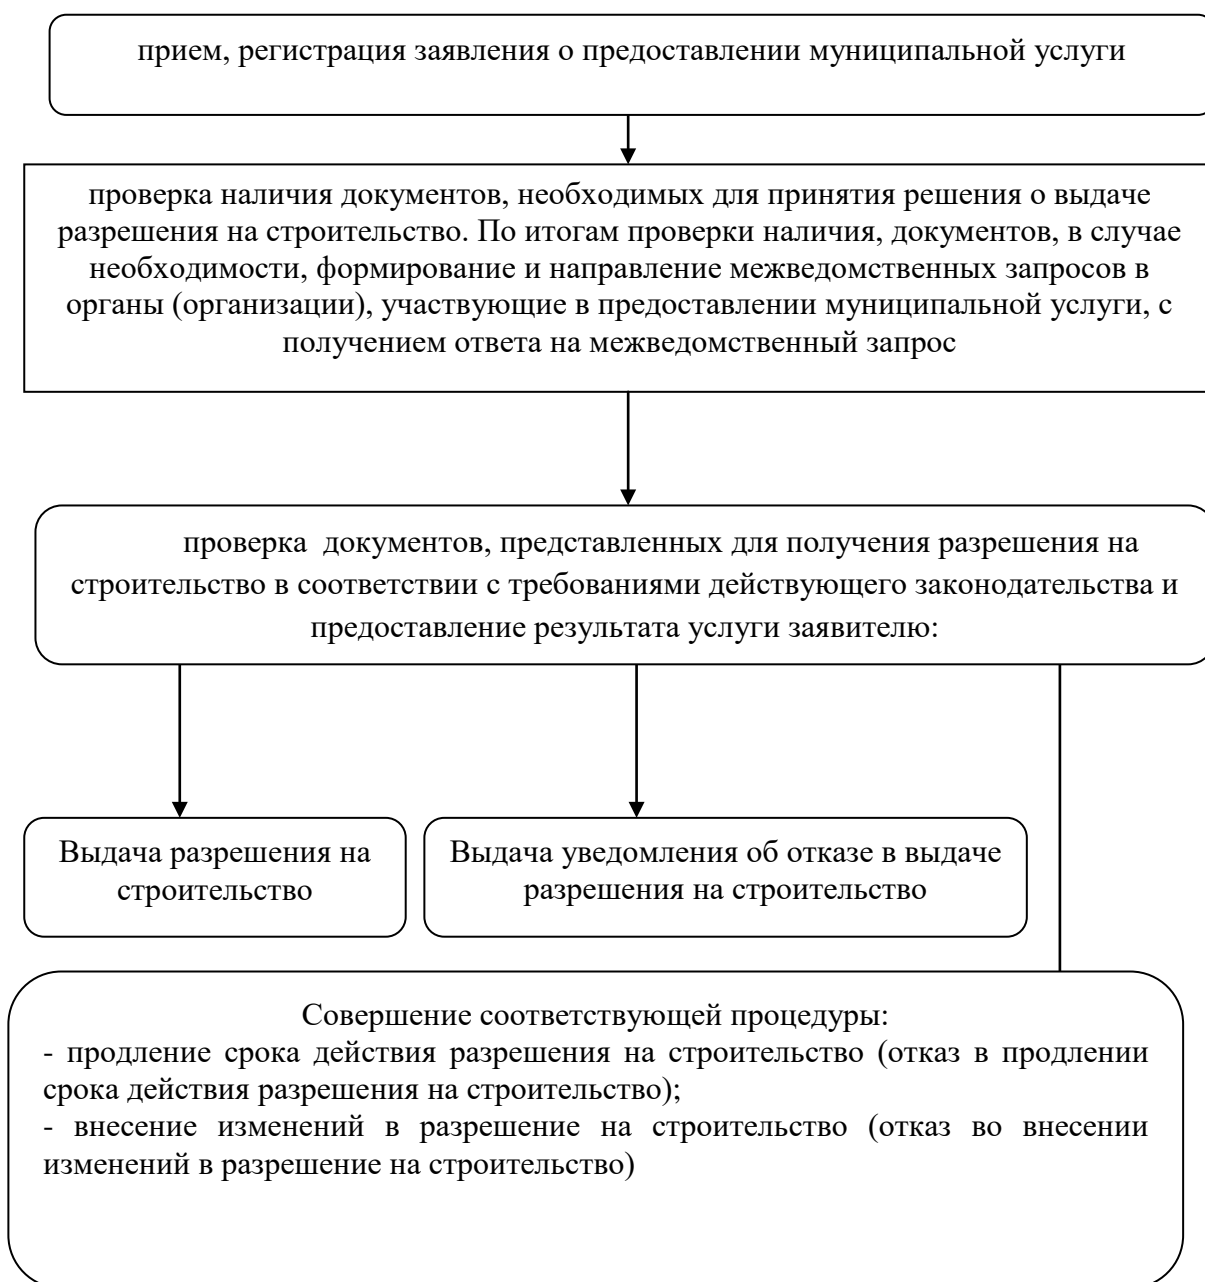 прием, регистрация заявления о предоставлении муниципальной услуги
проверка наличия документов, необходимых для принятия решения о выдаче
разрешения на строительство. По итогам проверки наличия, документов, в случае
необходимости, формирование и направление межведомственных запросов в
органы (организации), участвующие в предоставлении муниципальной услуги, с
получением ответа на межведомственный запрос
проверка документов, представленных для получения разрешения на
строительство в соответствии с требованиями действующего законодательства и
предоставление результата услуги заявителю:
Выдача разрешения на
строительство
Выдача уведомления об отказе в выдаче
разрешения на строительство
Совершение соответствующей процедуры:
- продление срока действия разрешения на строительство (отказ в продлении
срока действия разрешения на строительство);
- внесение изменений в разрешение на строительство (отказ во внесении
изменений в разрешение на строительство)